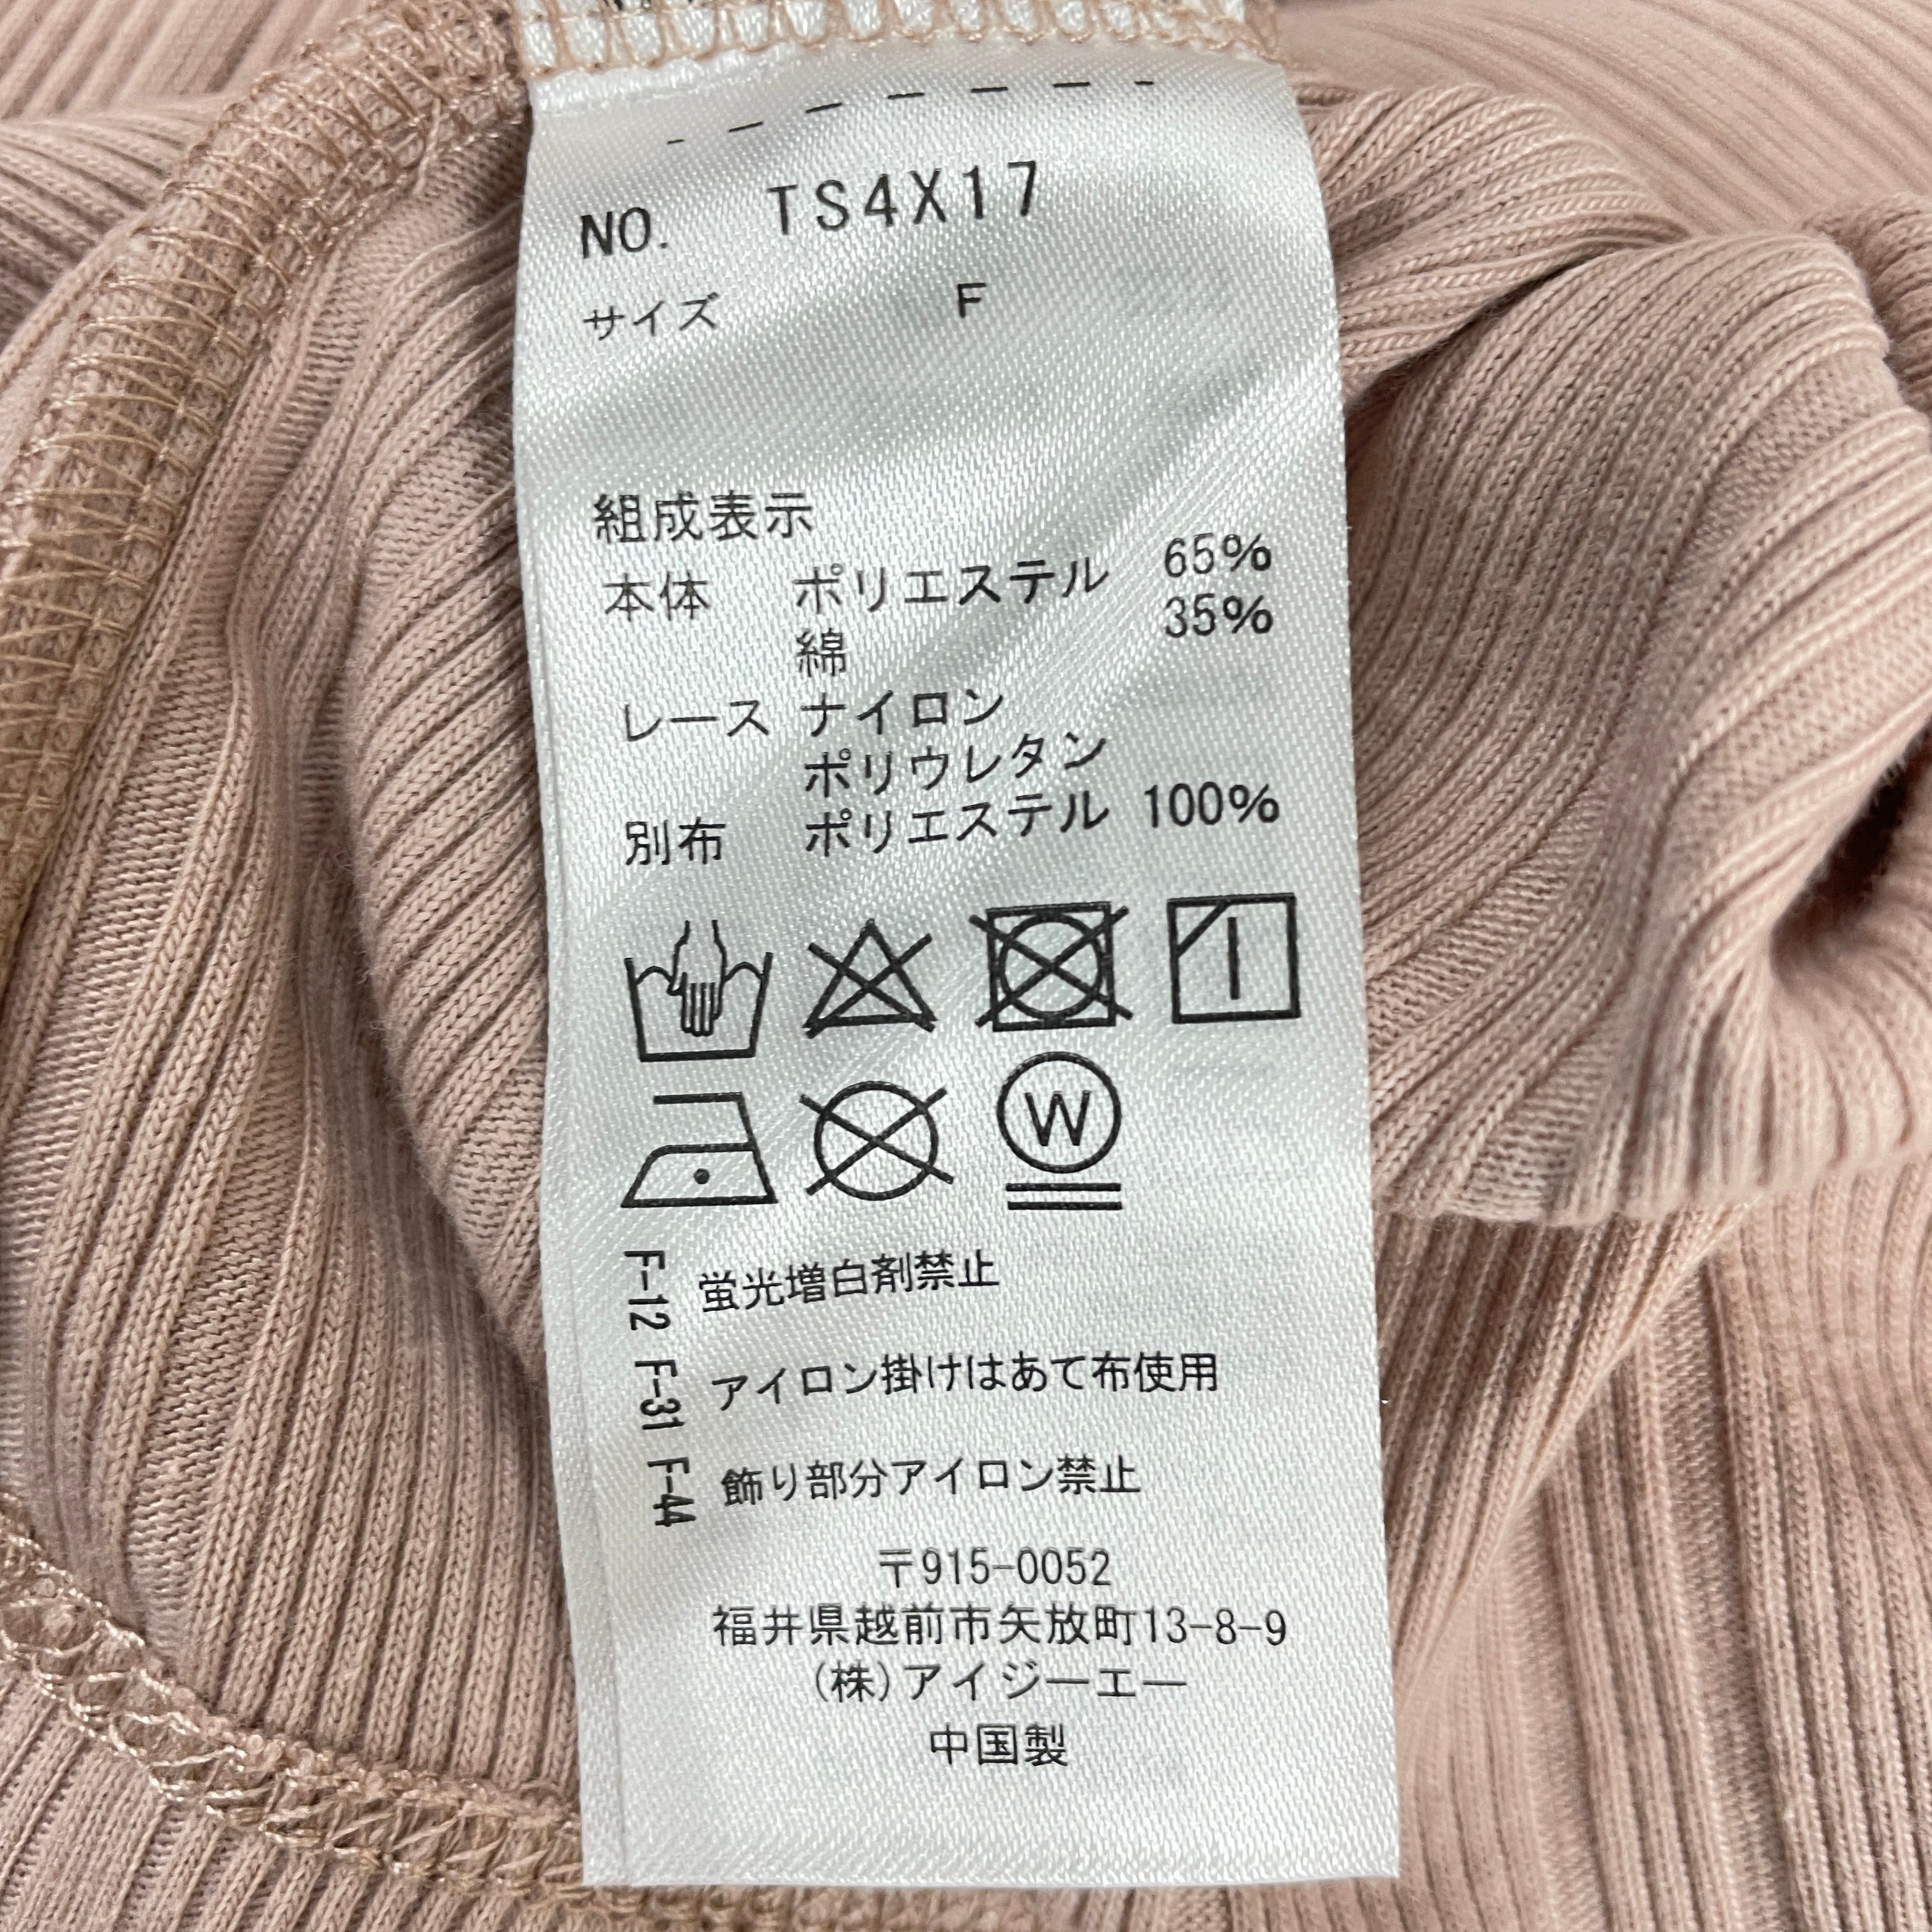 NO. TS4X17
サイズ F
組成表示
本体 ポリエステル 65%
綿 35%
レース ナイロン
ポリウレタン
別布 ポリエステル 100%
W
F-12 蛍光増白剤禁止
F-31 アイロン掛けはあて布使用
F-44 飾り部分アイロン禁止
〒915-0052
福井県越前市矢放町13-8-9
(株)アイジーエー
中国製